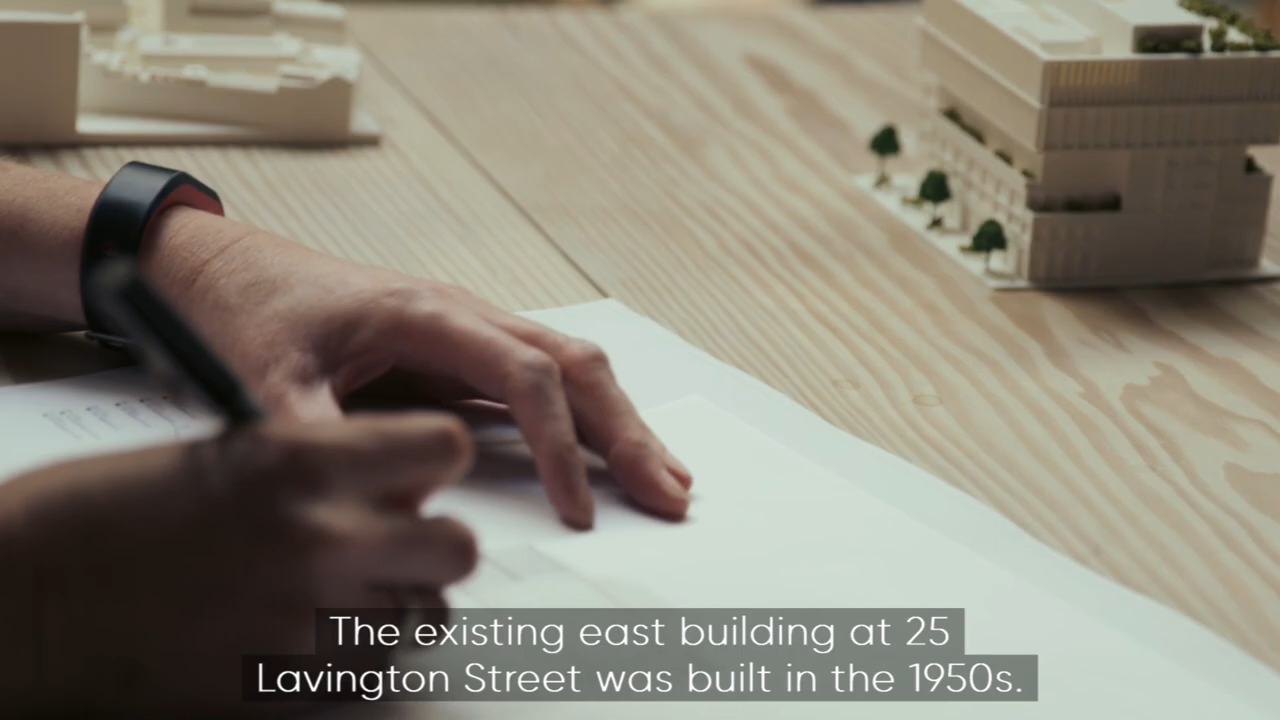 The existing east building at 25
Lavington Street was built in the 1950s.